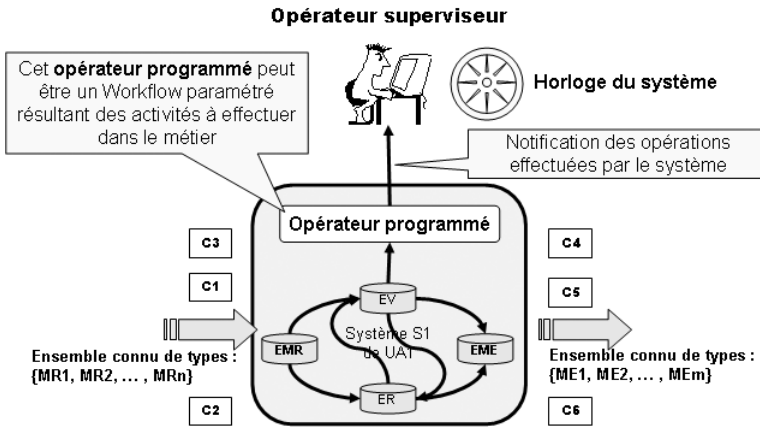 Opérateur superviseur
Cet opérateur programmé peut
être un Workflow paramétré
résultant des activités à effectuer
dans le métier
Horloge du système
Notification des opérations
effectuées par le système
Opérateur programmé
C3
C4
C1
C5
EV
Système S1
de UA1
EMR
EME
Ensemble connu de types :
{MR1, MR2, ... , MRn}
Ensemble connu de types :
{ME1, ME2, ... , MEm}
ER
C2
C6